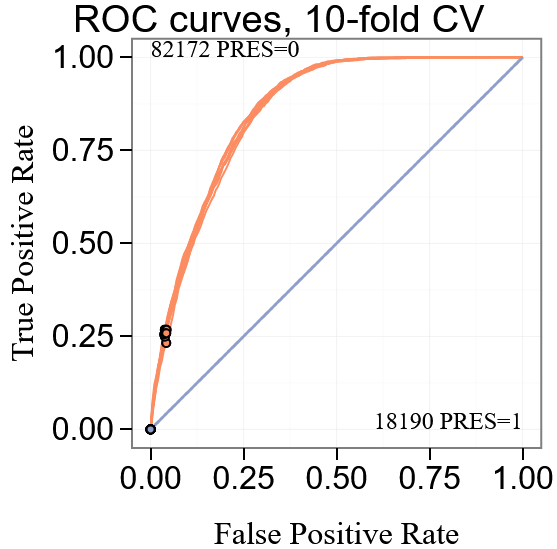 ROC curves, 10-fold CV
82172 PRES=0
1.00
0.75
0.50
0.25
0.00
True Positive Rate
18190 PRES=1
0.00 0.25 0.50 0.75 1.00
False Positive Rate